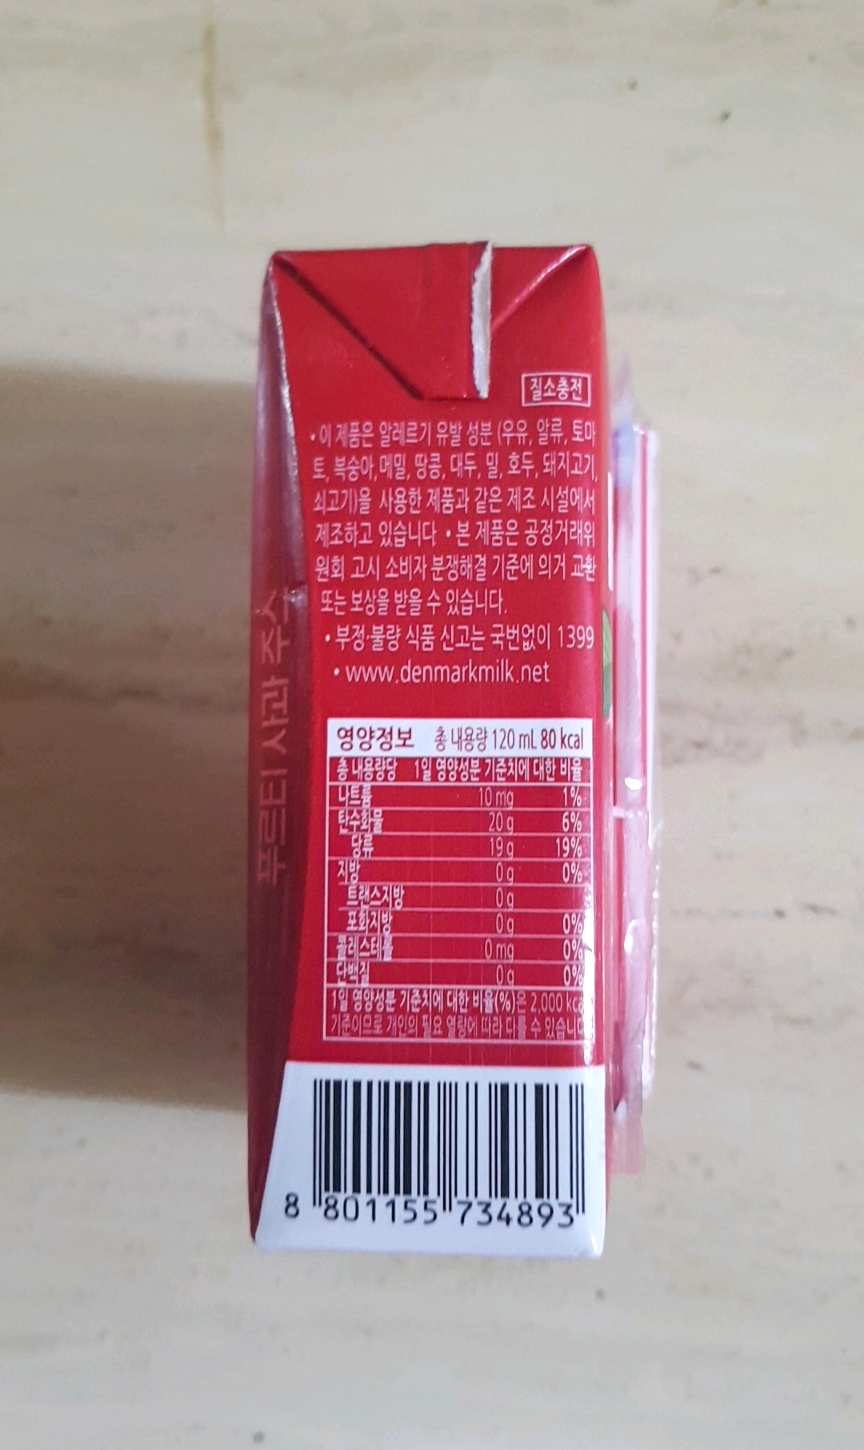 질소충전
• 이 제품은 알레르기 유발 성분 (우유, 알류, 토마
토, 복숭아, 메밀, 땅콩, 대두, 밀, 호두, 돼지고기,
쇠고기)을 사용한 제품과 같은 제조 시설에서
제조하고 있습니다 • 본 제품은 공정거래위
원회 고시 소비자 분쟁해결 기준에 의거 교환
또는 보상을 받을 수 있습니다.
• 부정·불량 식품 신고는 국번없이 1399
• www.denmarkmilk.net
푸르티 사과 주스
영양정보 총 내용량 120 mL 80 kcal
총 내용량당 1일 영양성분 기준치에 대한 비율
나트륨 10 mg 1%
탄수화물 20 g 6%
당류 19 g 19%
지방 0 g 0%
트랜스지방 0 g
포화지방 0 g 0%
콜레스테롤 0 mg 0%
단백질 0 g 0%
1일 영양성분 기준치에 대한 비율(%)은 2,000 kca
기준이므로 개인의 필요 열량에 따라 다를 수 있습니다
8 801155 734893